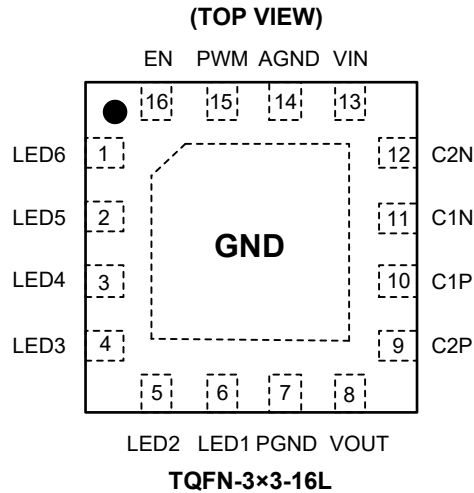 (TOP VIEW)
EN PWM AGND VIN
16 15 14 13
LED6 1 12 C2N
LED5 2 11 C1N
GND
LED4 3 10 C1P
LED3 4 9 C2P
5 6 7 8
LED2 LED1 PGND VOUT
TQFN-3×3-16L